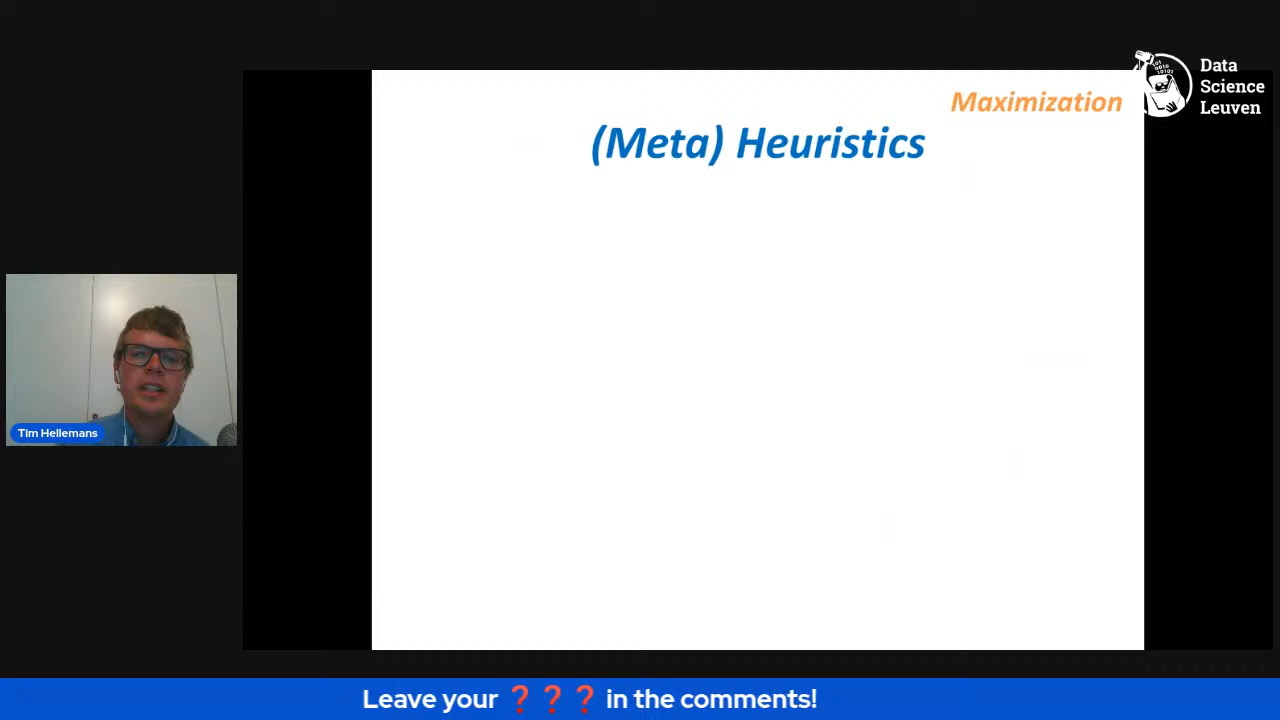 Maximization
(Meta) Heuristics
Data
Science
Leuven
Tim Hellemans
Leave your ❓❓❓ in the comments!